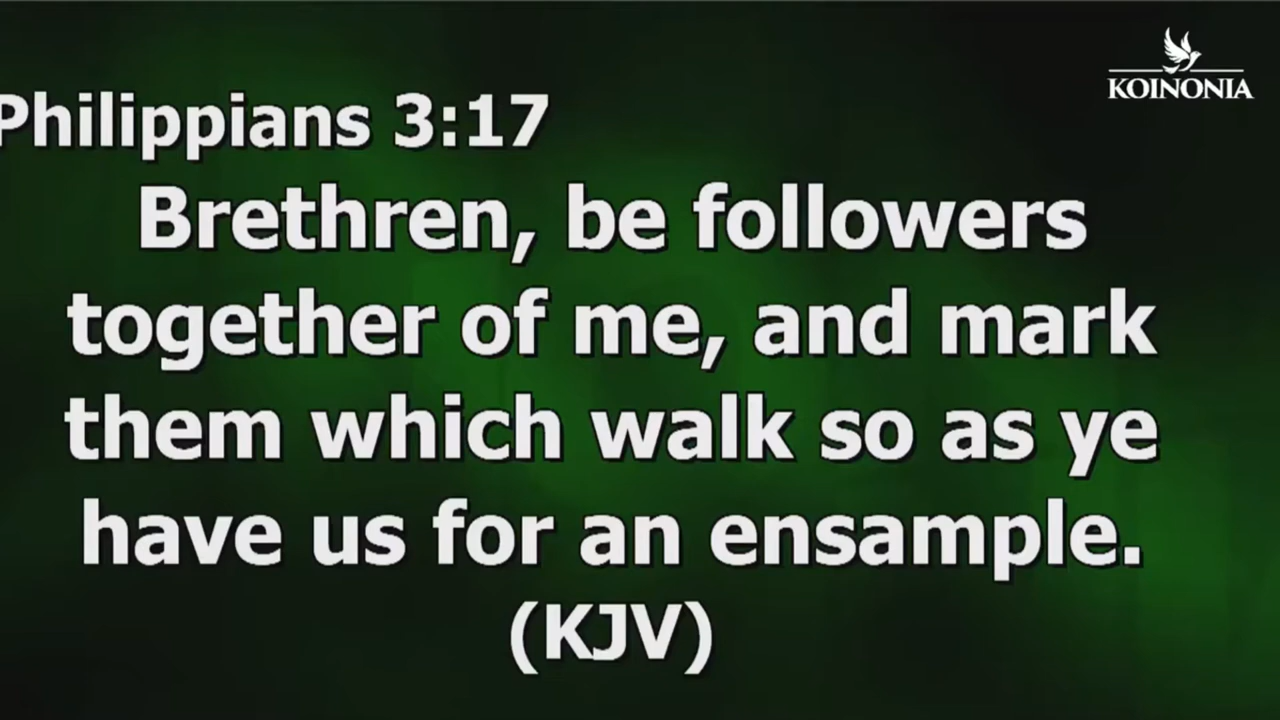 KOINONIA
Philippians 3:17
Brethren, be followers
together of me, and mark
them which walk so as ye
have us for an ensample.
(KJV)